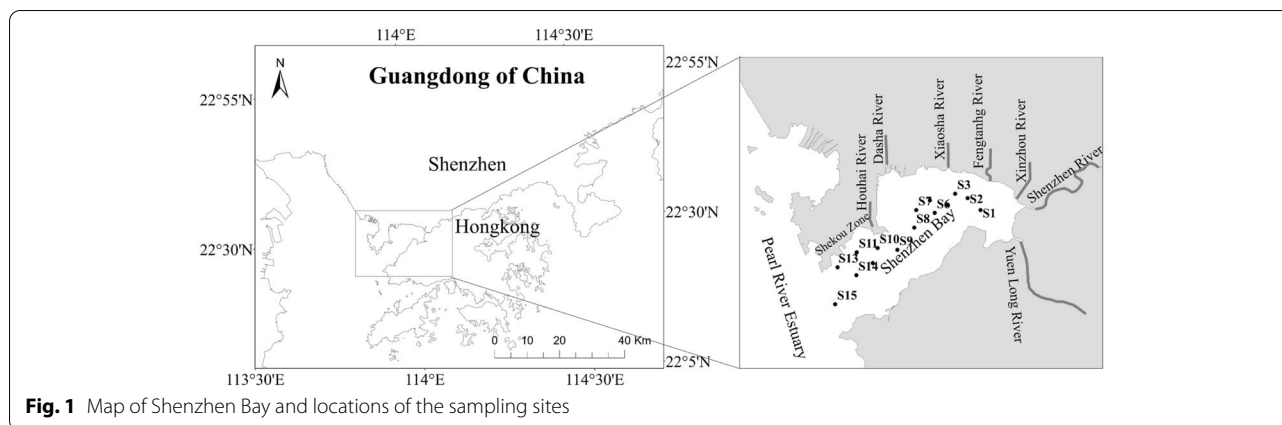 114°E
114°30'E
N
Guangdong of China
22°55'N
22°55'N
Shenzhen
Hongkong
22°30'N
22°30'N
0 10 20 40 Km
22°5'N
113°30'E
114°E
114°30'E
Houhai River
Dasha River
Xiaosha River
Fengtanhg River
Xinzhou River
Shenzhen River
S3
S7
S6
S2
S1
S8
Shenzhen Bay
Shekou Zone
S11
S10
S9
S13
S14
S15
Pearl River Estuary
Yuen Long River
Fig. 1 Map of Shenzhen Bay and locations of the sampling sites